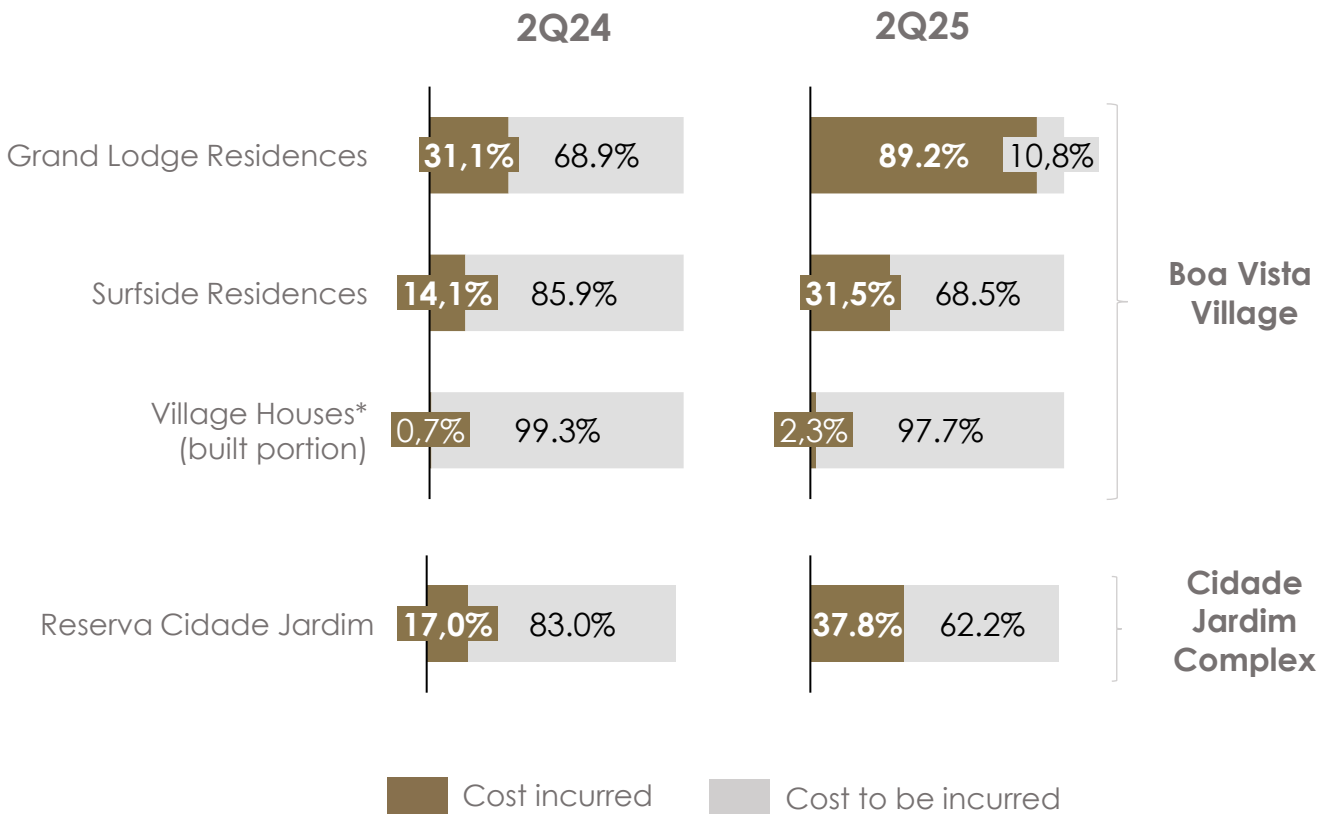 2Q24
2Q25
Grand Lodge Residences
31,1%
68.9%
89.2%
10,8%
Surfside Residences
14,1%
85.9%
31,5%
68.5%
Village Houses*
(built portion)
0,7%
99.3%
2,3%
97.7%
Boa Vista
Village
Reserva Cidade Jardim
17,0%
83.0%
37.8%
62.2%
Cidade
Jardim
Complex
Cost incurred
Cost to be incurred